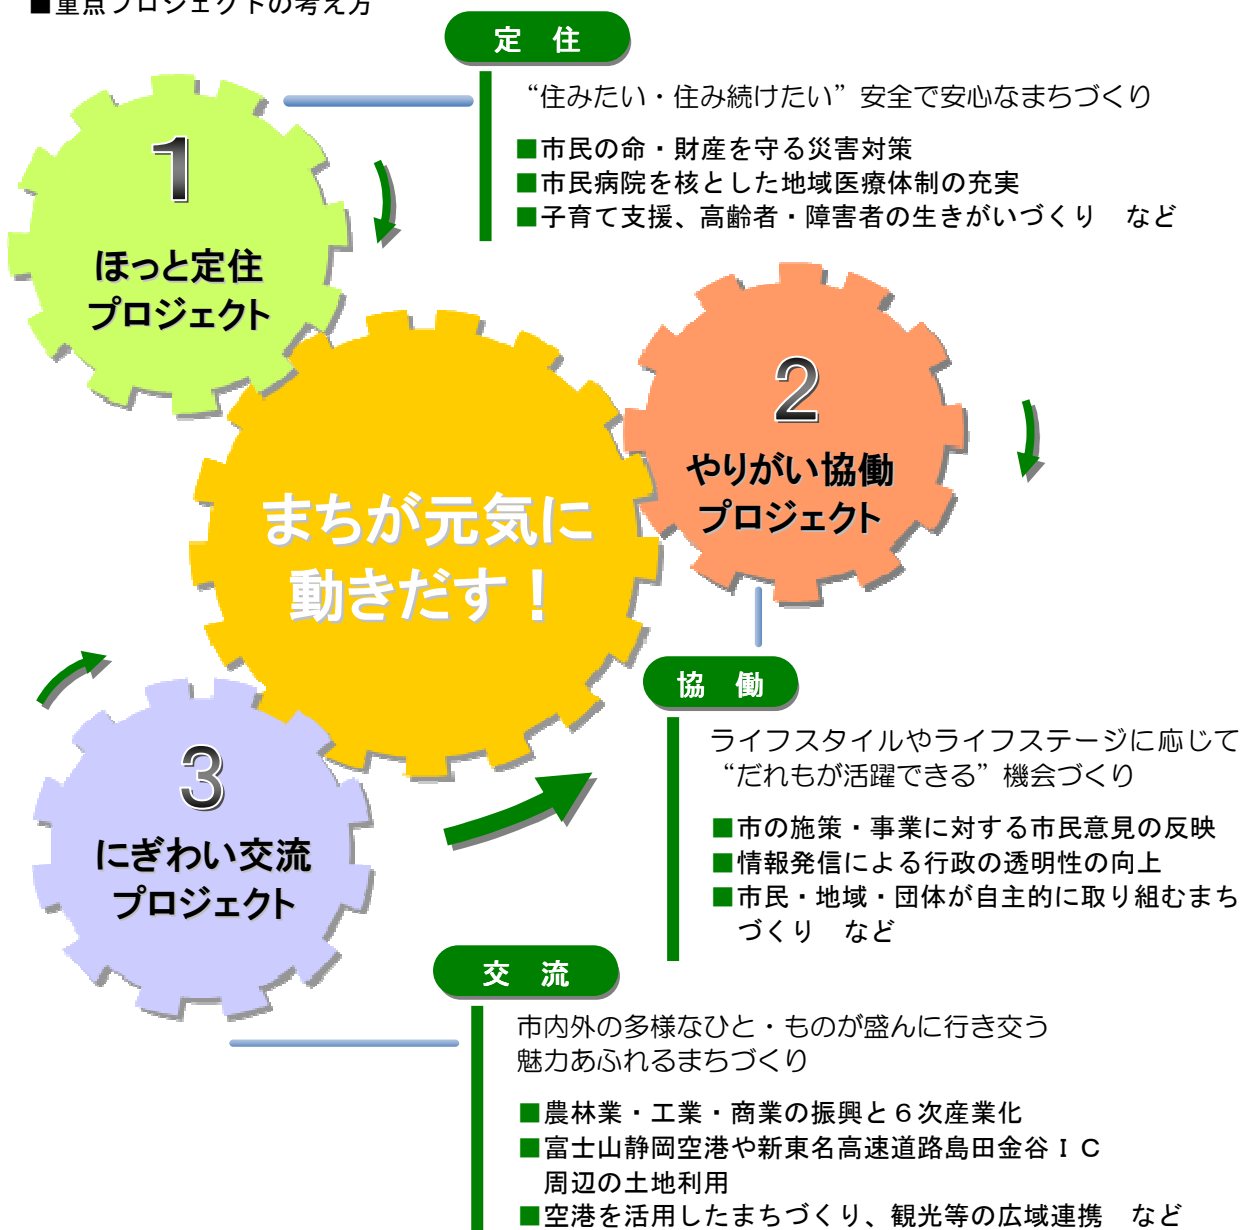 ■重点プロジェクトの考え方
定　住
“住みたい・住み続けたい”安全で安心なまちづくり
■市民の命・財産を守る災害対策
■市民病院を核とした地域医療体制の充実
■子育て支援、高齢者・障害者の生きがいづくり　など
1
ほっと定住
プロジェクト
2
やりがい協働
プロジェクト
まちが元気に
動きだす！
協　働
ライフスタイルやライフステージに応じて
“だれもが活躍できる”機会づくり
■市の施策・事業に対する市民意見の反映
■情報発信による行政の透明性の向上
■市民・地域・団体が自主的に取り組むまち
づくり　など
3
にぎわい交流
プロジェクト
交　流
市内外の多様なひと・ものが盛んに行き交う
魅力あふれるまちづくり
■農林業・工業・商業の振興と６次産業化
■富士山静岡空港や新東名高速道路島田金谷ＩＣ
周辺の土地利用
■空港を活用したまちづくり、観光等の広域連携　など